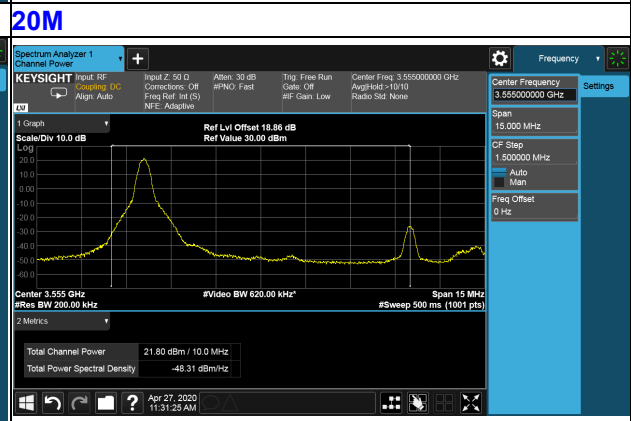 20M
Spectrum Analyzer 1
Channel Power
Frequency
KEYSIGHT
Input: RF
Coupling: DC
Align: Auto
Input Z: 50 Ω
Corrections: Off
Freq Ref: Int (S)
NFE: Adaptive
Atten: 30 dB
#PNO: Fast
Trig: Free Run
Gate: Off
#IF Gain: Low
Center Freq: 3.555000000 GHz
Avg|Hold:>10/10
Radio Std: None
LXI
Center Frequency
3.555000000 GHz
Settings
Span
15.000 MHz
CF Step
1.500000 MHz
Auto
Man
Freq Offset
0 Hz
1 Graph
Scale/Div 10.0 dB
Ref Lvl Offset 18.86 dB
Ref Value 30.00 dBm
Log
20.0
10.0
0.00
-10.0
-20.0
-30.0
-40.0
-50.0
-60.0
Center 3.555 GHz
#Video BW 620.00 kHz*
Span 15 MHz
#Res BW 200.00 kHz
#Sweep 500 ms (1001 pts)
2 Metrics
Total Channel Power 21.80 dBm / 10.0 MHz
Total Power Spectral Density -48.31 dBm/Hz
?
Apr 27, 2020
11:31:25 AM